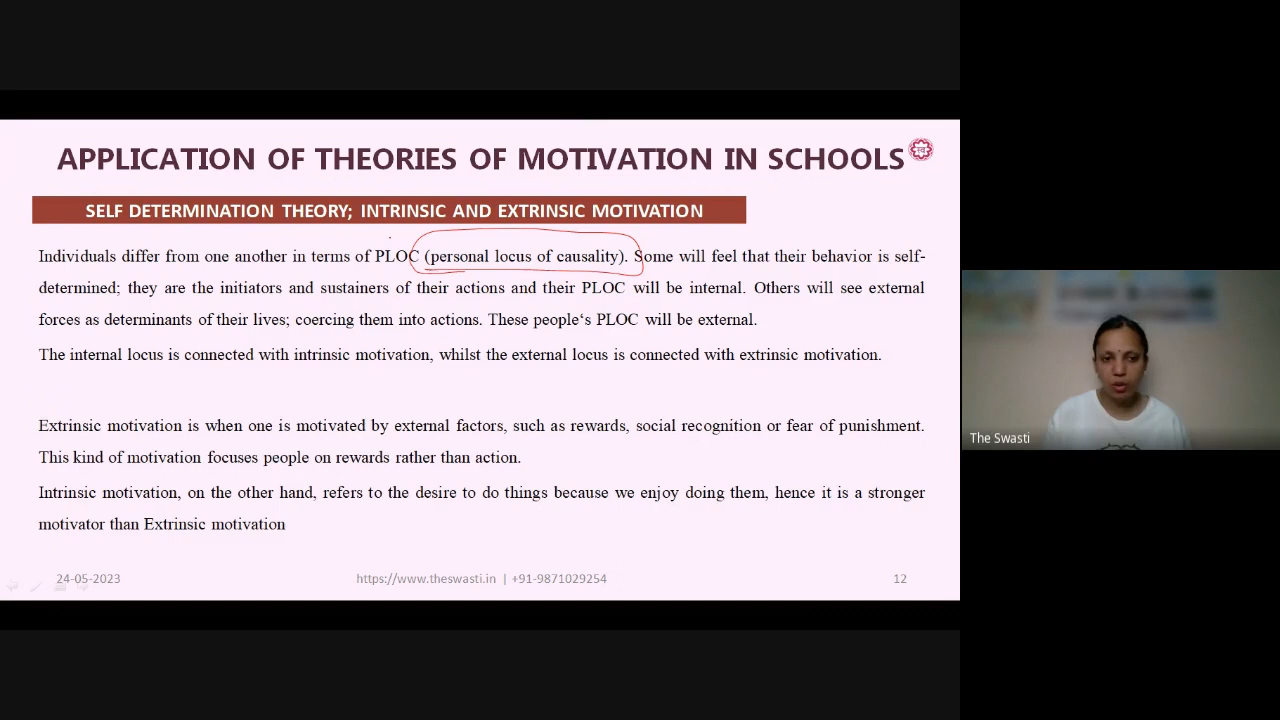 APPLICATION OF THEORIES OF MOTIVATION IN SCHOOLS
SELF DETERMINATION THEORY; INTRINSIC AND EXTRINSIC MOTIVATION
Individuals differ from one another in terms of PLOC (personal locus of causality). Some will feel that their behavior is self-
determined; they are the initiators and sustainers of their actions and their PLOC will be internal. Others will see external
forces as determinants of their lives; coercing them into actions. These people‘s PLOC will be external.
The internal locus is connected with intrinsic motivation, whilst the external locus is connected with extrinsic motivation.
Extrinsic motivation is when one is motivated by external factors, such as rewards, social recognition or fear of punishment.
This kind of motivation focuses people on rewards rather than action.
Intrinsic motivation, on the other hand, refers to the desire to do things because we enjoy doing them, hence it is a stronger
motivator than Extrinsic motivation
24-05-2023 https://www.theswasti.in | +91-9871029254 12
The Swasti